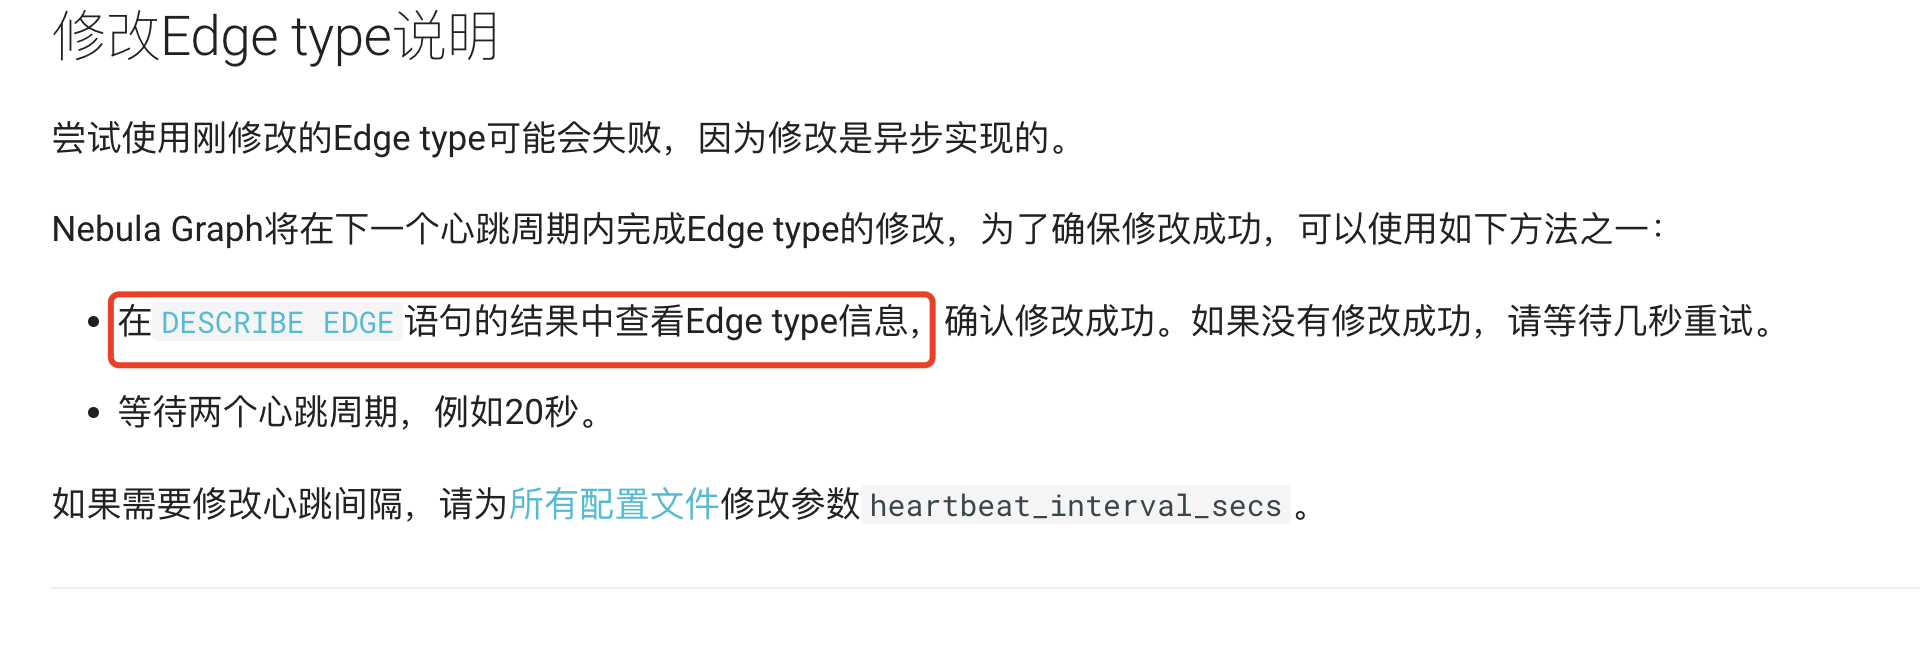 修改Edge type说明
尝试使用刚修改的Edge type可能会失败，因为修改是异步实现的。
Nebula Graph将在下一个心跳周期内完成Edge type的修改，为了确保修改成功，可以使用如下方法之一：
• 在 DESCRIBE EDGE 语句的结果中查看Edge type信息，确认修改成功。如果没有修改成功，请等待几秒重试。
• 等待两个心跳周期，例如20秒。
如果需要修改心跳间隔，请为所有配置文件修改参数 heartbeat_interval_secs 。